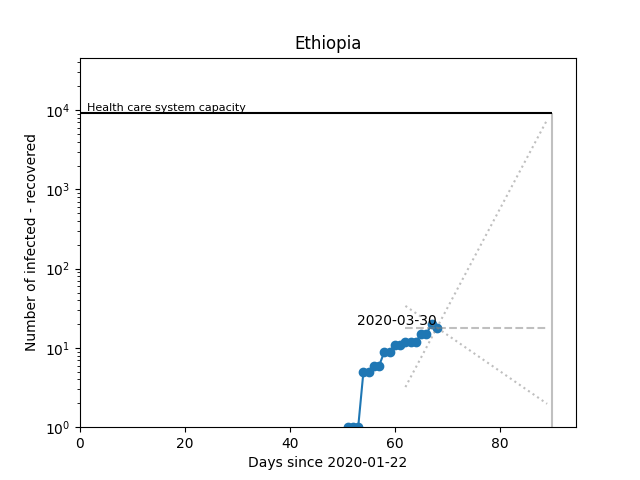 Ethiopia
Number of infected - recovered
10^4
10^3
10^2
10^1
10^0
Health care system capacity
2020-03-30
0 20 40 60 80
Days since 2020-01-22